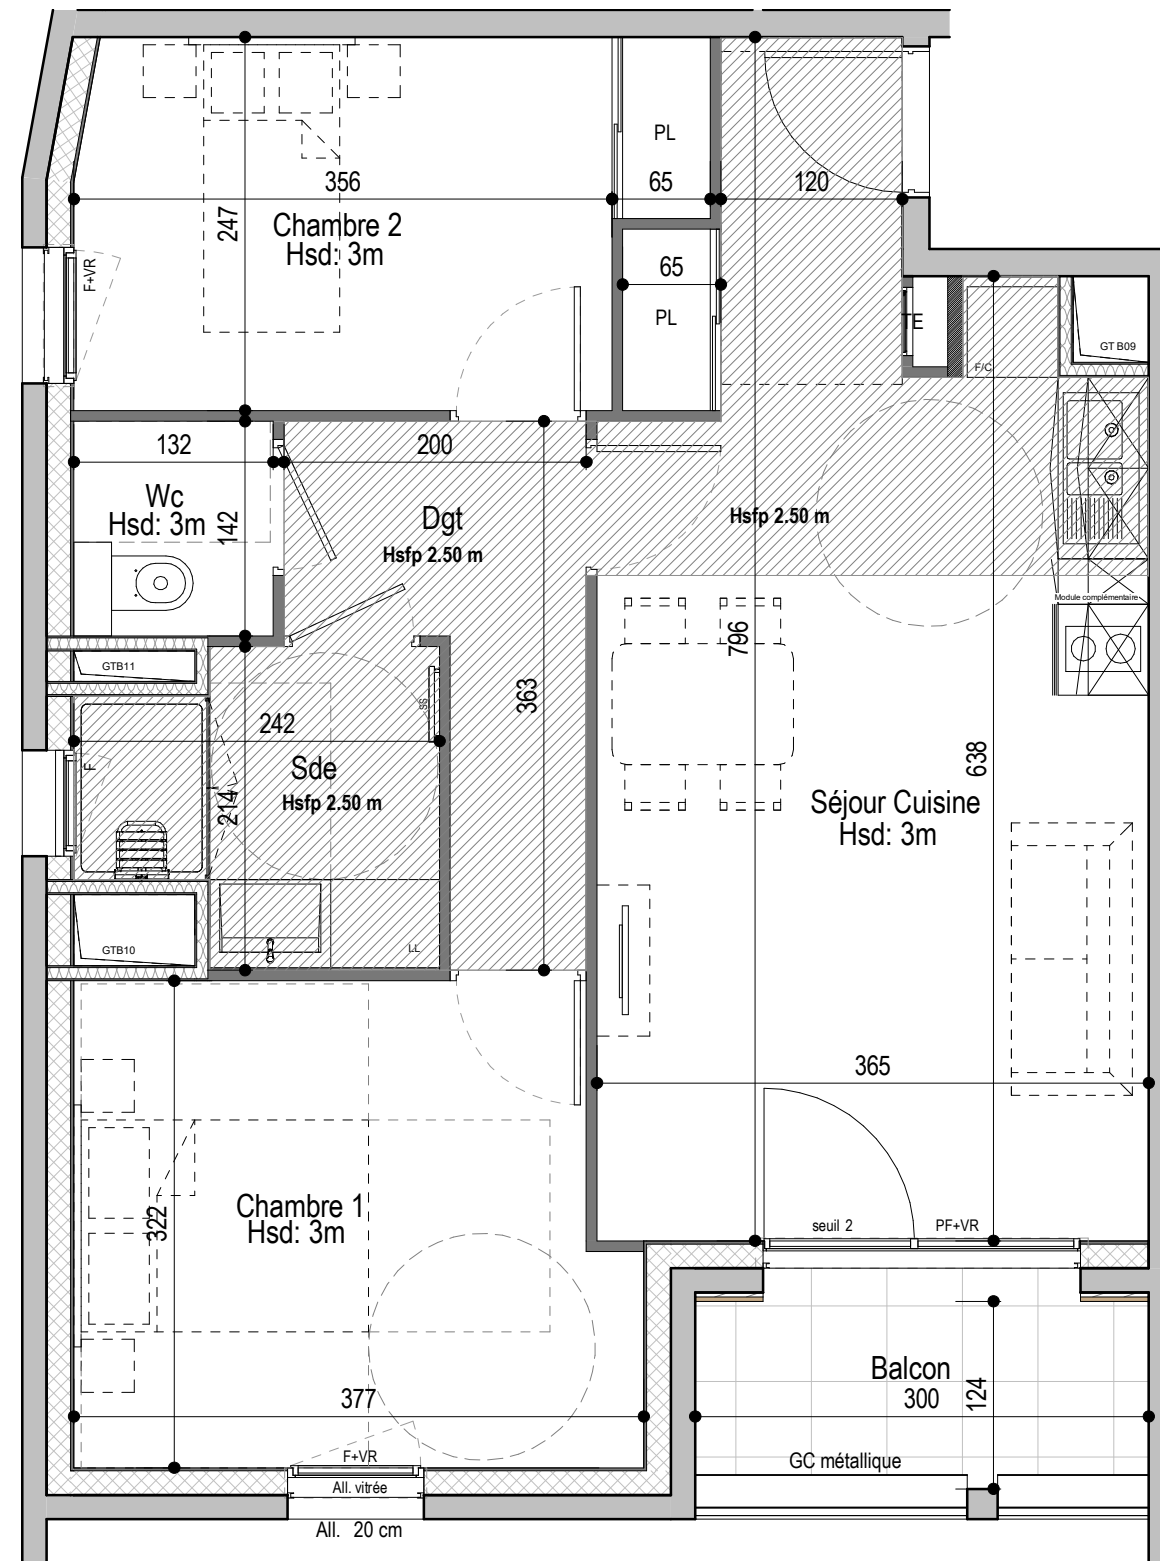 PL
356
65
120
Chambre 2
Hsd: 3m
247
F+VR
65
PL
TE
F/C
GT B09
132
200
Wc
Hsd: 3m
142
Dgt
Hsfp 2.50 m
Hsfp 2.50 m
Module complémentaire
796
GTB11
363
SS
242
F
Sde
Hsfp 2.50 m
214
638
Séjour Cuisine
Hsd: 3m
GTB10
LL
365
Chambre 1
Hsd: 3m
322
seuil 2
PF+VR
Balcon
300
124
377
F+VR
All. vitrée
GC métallique
All. 20 cm